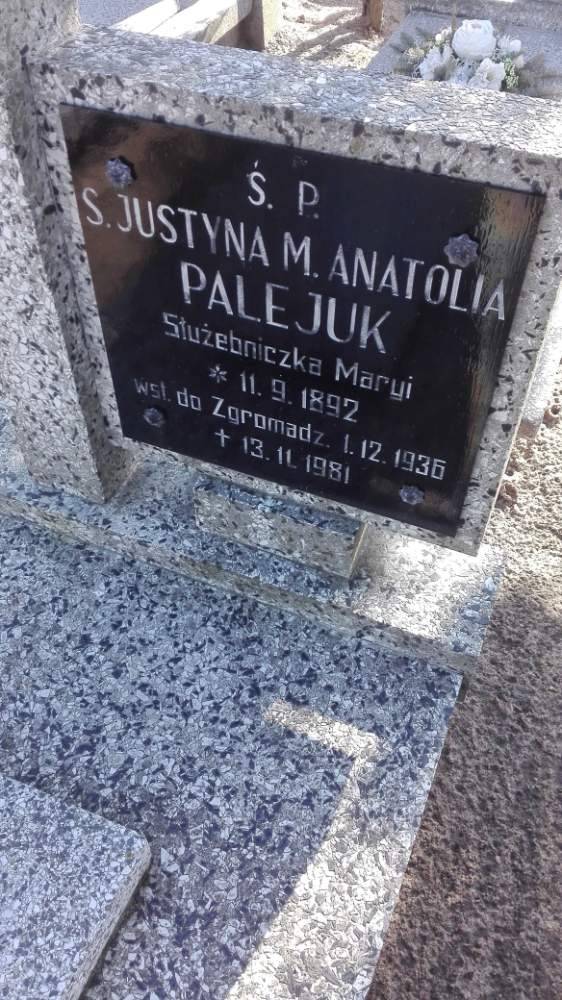 Ś. P.
S. JUSTYNA M. ANATOLIA
PALEJUK
Służebniczka Maryi
* 11. 9. 1892
wst. do Zgromadz. 1. 12. 1936
† 13. 11. 1981